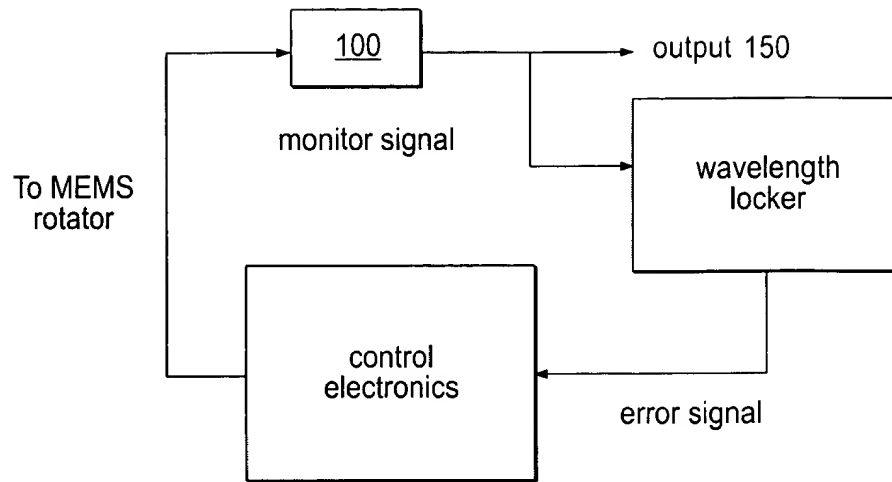 100
output 150
monitor signal
wavelength
locker
To MEMS
rotator
control
electronics
error signal